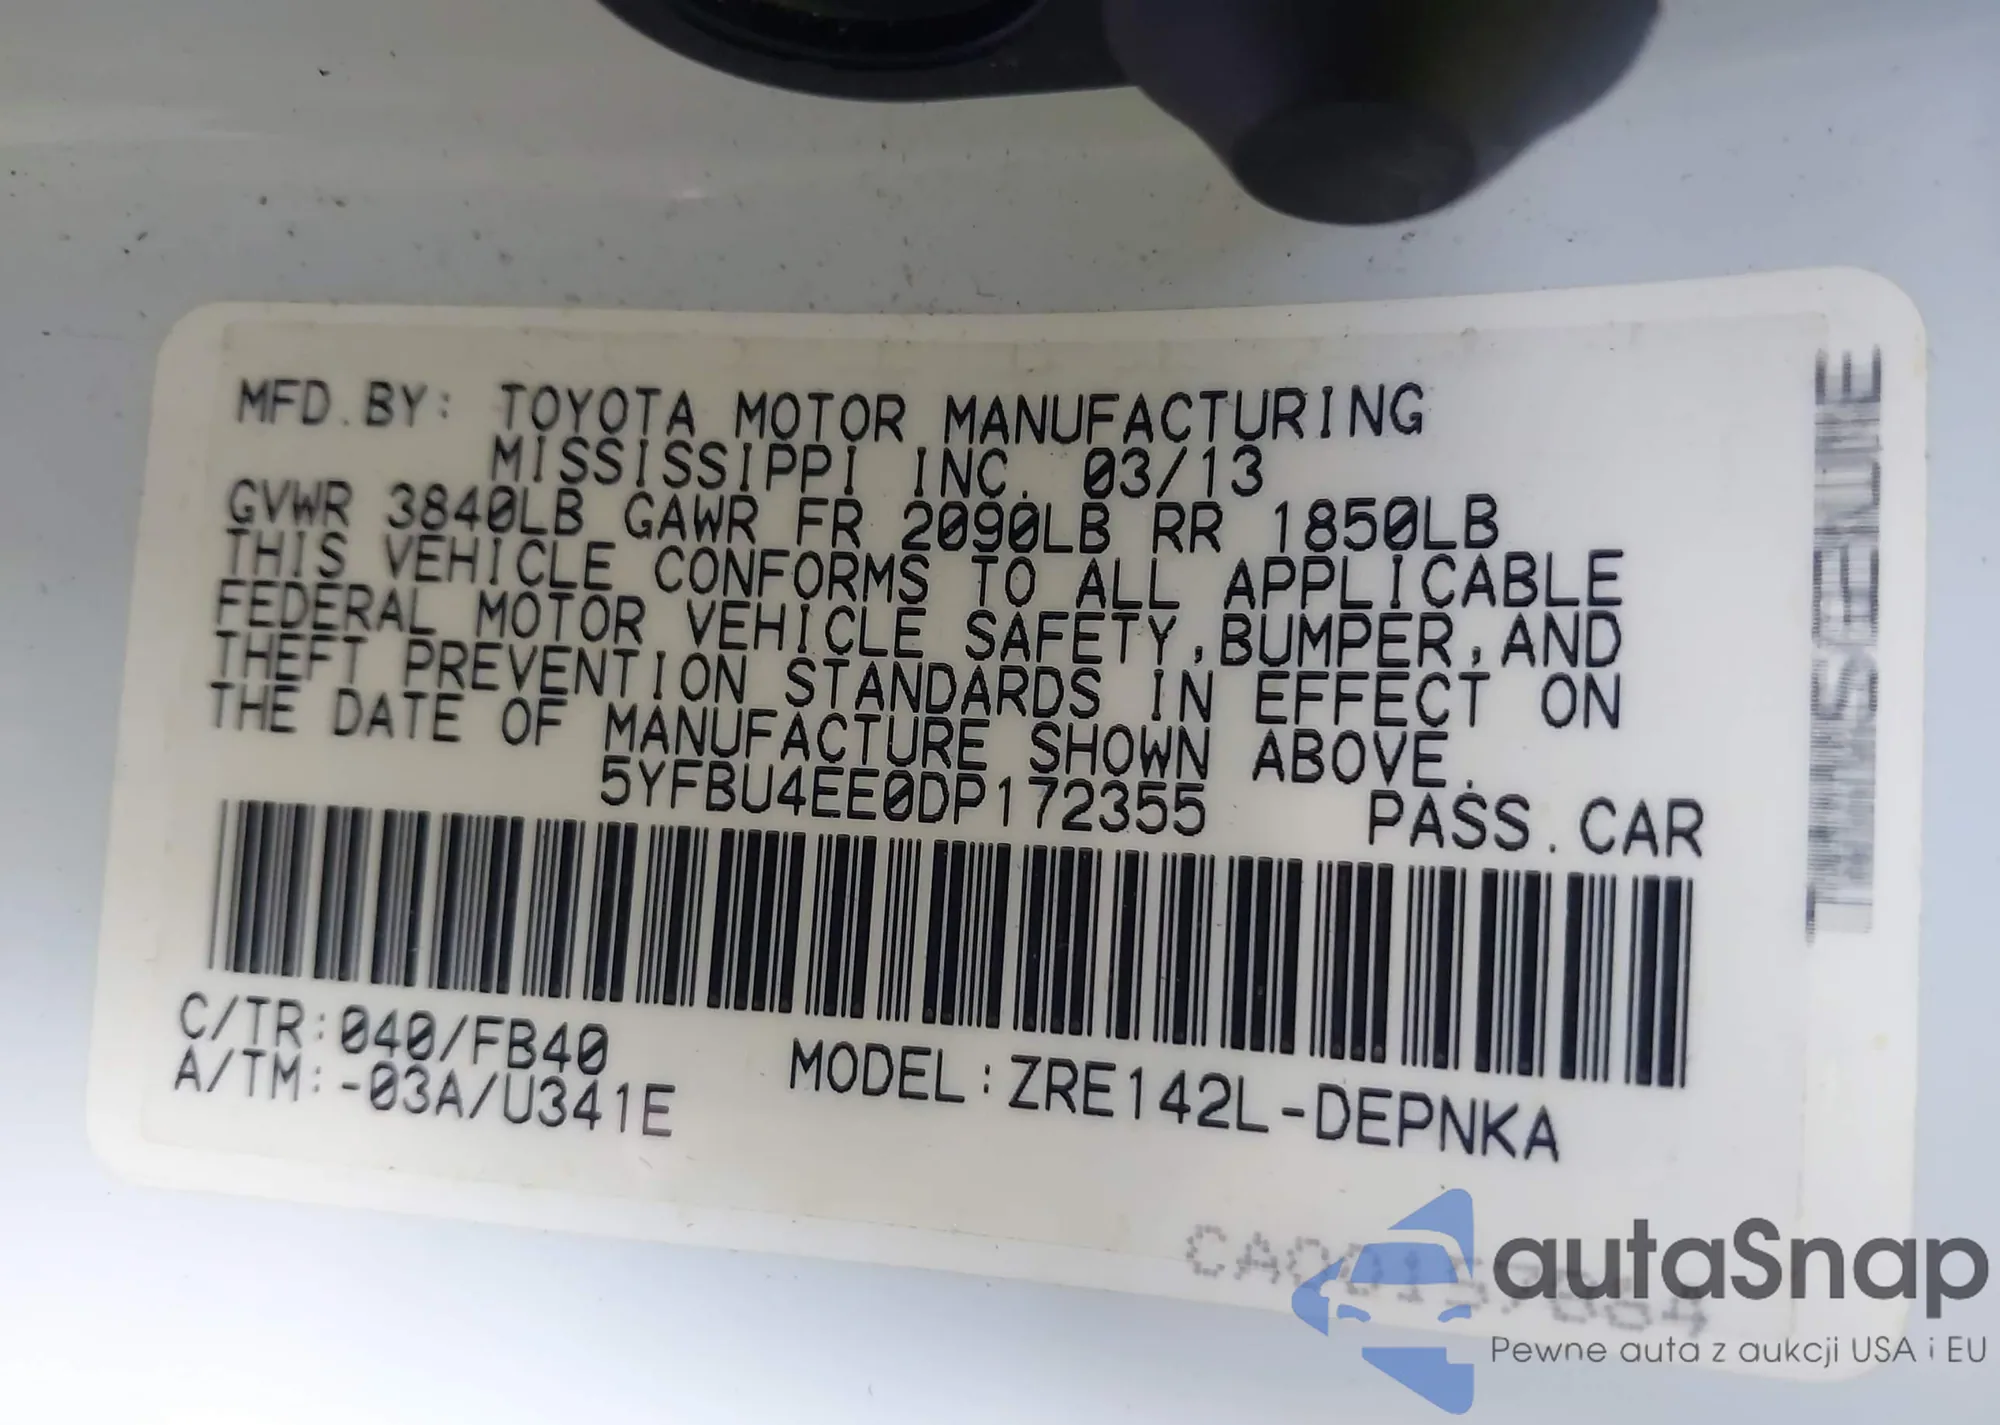 MFD.BY: TOYOTA MOTOR MANUFACTURING
MISSISSIPPI INC. 03/13
GVWR 3840LB GAWR FR 2090LB RR 1850LB
THIS VEHICLE CONFORMS TO ALL APPLICABLE
FEDERAL MOTOR VEHICLE SAFETY,BUMPER,AND
THEFT PREVENTION STANDARDS IN EFFECT ON
THE DATE OF MANUFACTURE SHOWN ABOVE.
5YFBU4EE0DP172355 PASS.CAR
C/TR:040/FB40
A/TM:-03A/U341E
MODEL:ZRE142L-DEPNKA
autaSnap
Pewne auta z aukcji USA i EU